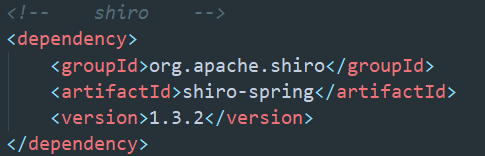 <!--    shiro    -->
<dependency>
    <groupId>org.apache.shiro</groupId>
    <artifactId>shiro-spring</artifactId>
    <version>1.3.2</version>
</dependency>